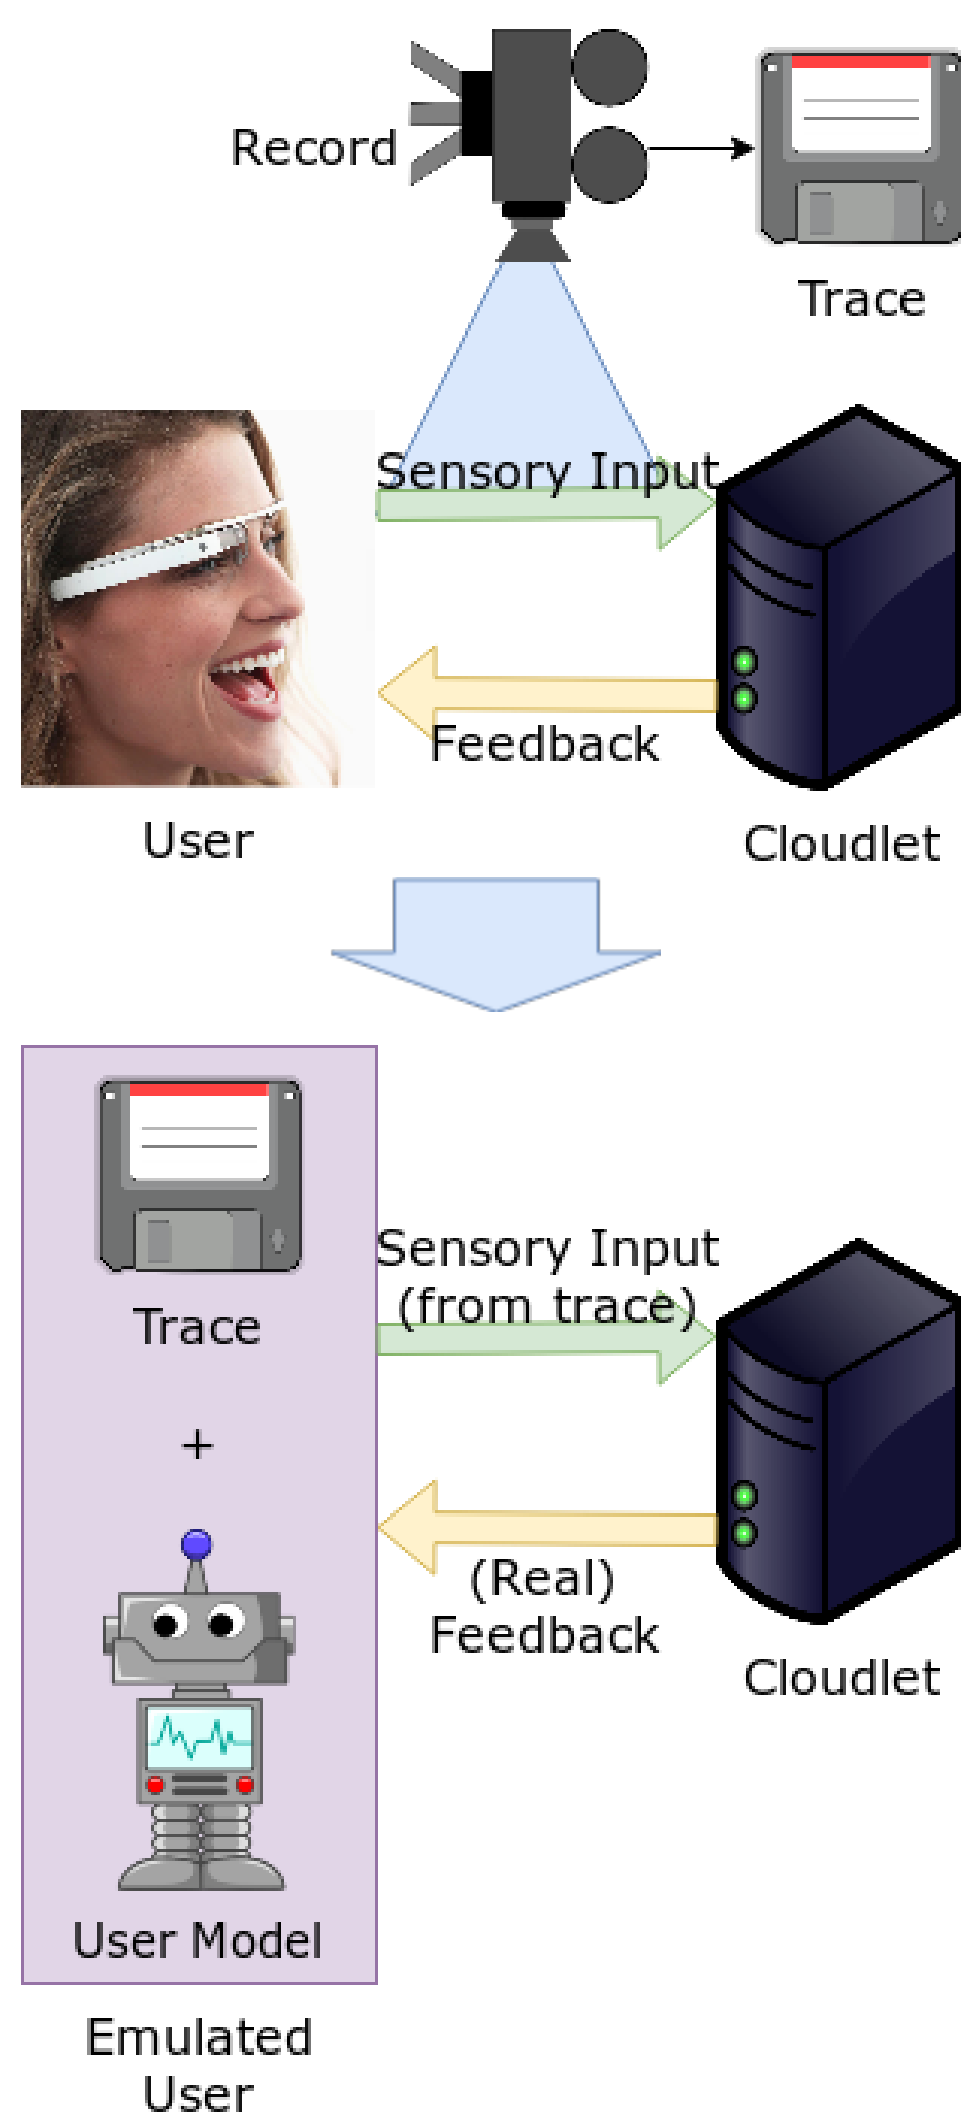 Record
Trace
Sensory Input
Feedback
User
Cloudlet
Trace
+
User Model
Sensory Input
(from trace)
(Real)
Feedback
Cloudlet
Emulated
User